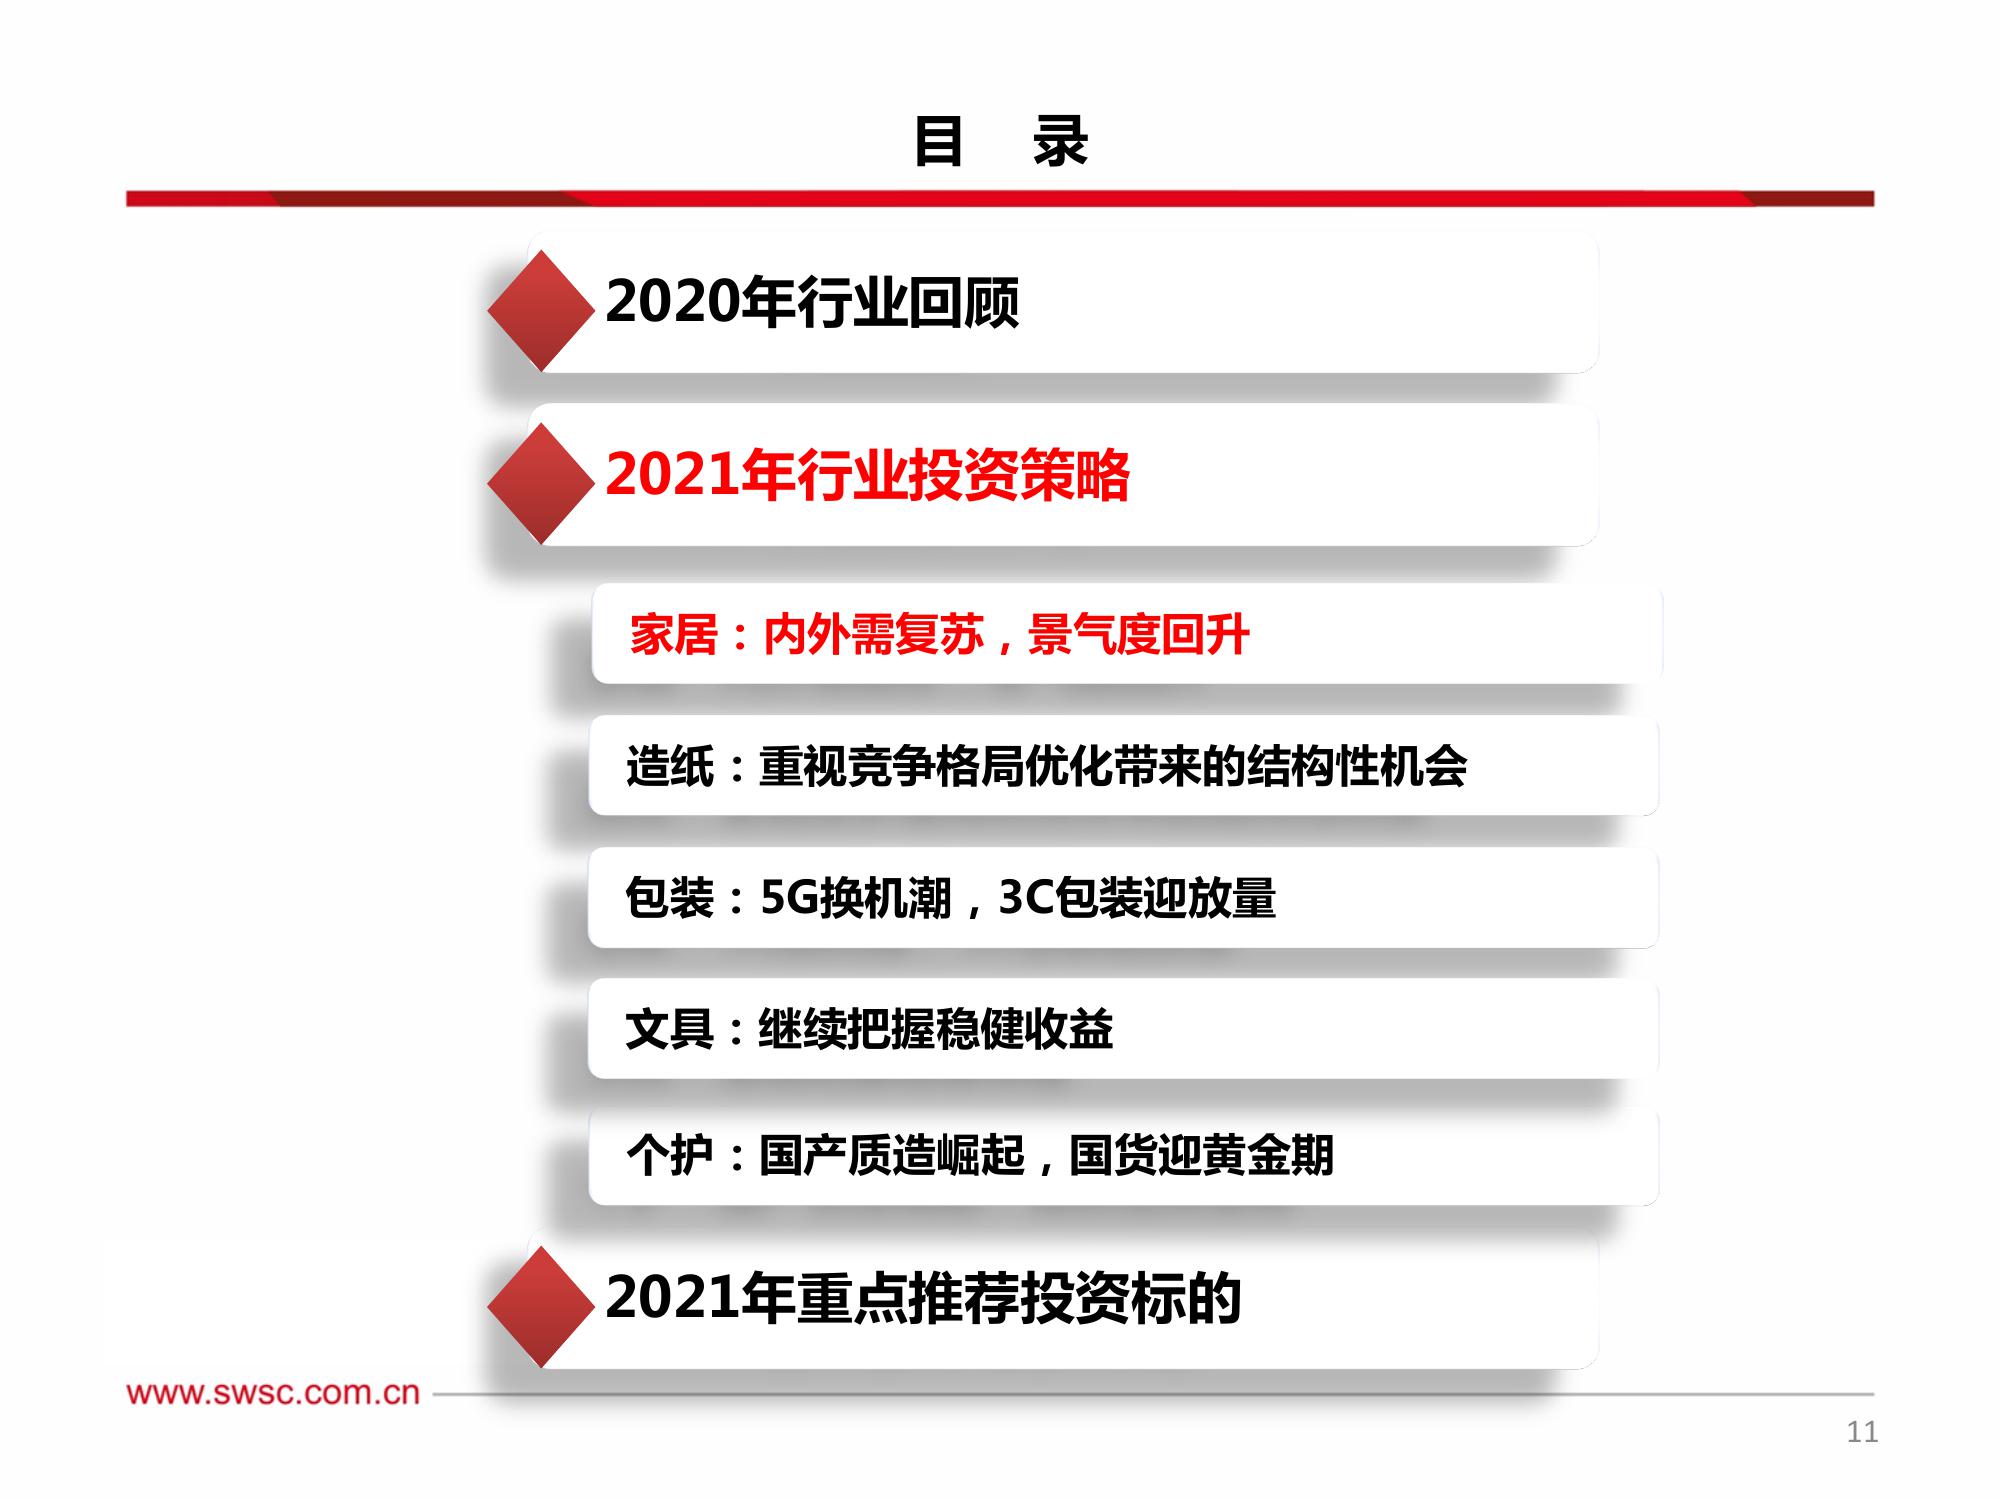 目 录
2020年行业回顾
2021年行业投资策略
家居：内外需复苏，景气度回升
造纸：重视竞争格局优化带来的结构性机会
包装：5G换机潮，3C包装迎放量
文具：继续把握稳健收益
个护：国产质造崛起，国货迎黄金期
2021年重点推荐投资标的
www.swsc.com.cn
11